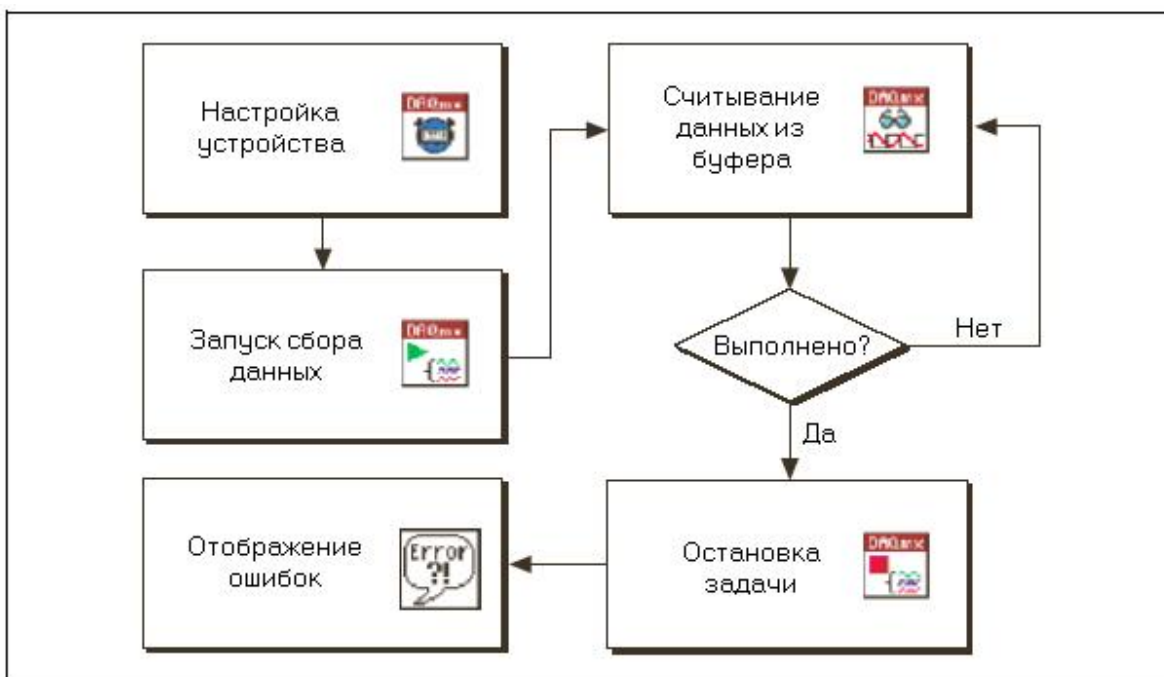 Настройка
устройства
DAQmx
Запуск сбора
данных
DAQmx
Считывание
данных из
буфера
DAQmx
Выполнено?
Нет
Да
Остановка
задачи
DAQmx
Отображение
ошибок
Error
?!